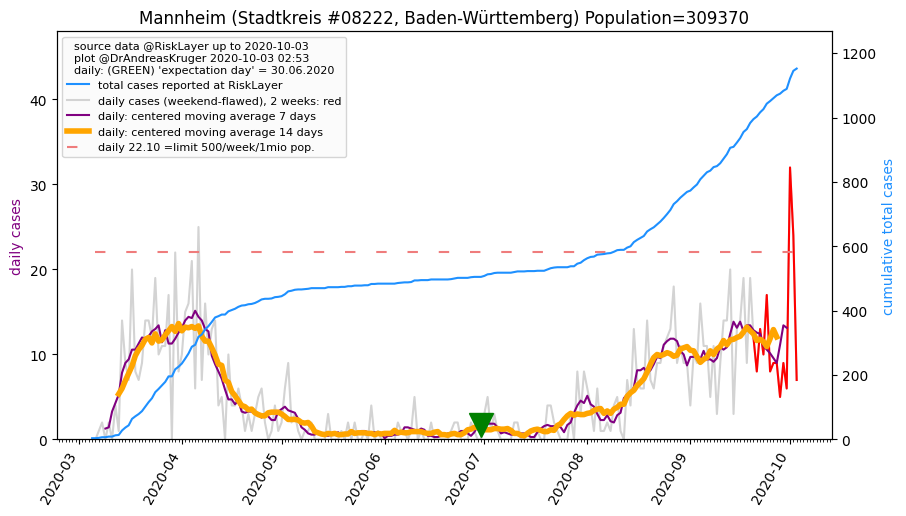 Mannheim (Stadtkreis #08222, Baden-Württemberg) Population=309370
source data @RiskLayer up to 2020-10-03
plot @DrAndreasKruger 2020-10-03 02:53
daily: (GREEN) 'expectation day' = 30.06.2020
total cases reported at RiskLayer
daily cases (weekend-flawed), 2 weeks: red
daily: centered moving average 7 days
daily: centered moving average 14 days
daily 22.10 =limit 500/week/1mio pop.
daily cases
40
30
20
10
0
cumulative total cases
1200
1000
800
600
400
200
0
2020-03
2020-04
2020-05
2020-06
2020-07
2020-08
2020-09
2020-10